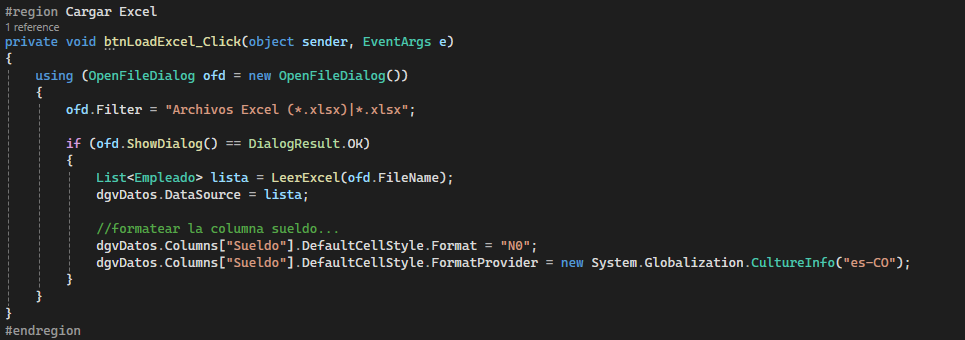 #region Cargar Excel
1 reference
private void btnLoadExcel_Click(object sender, EventArgs e)
{
using (OpenFileDialog ofd = new OpenFileDialog())
{
ofd.Filter = "Archivos Excel (*.xlsx)|*.xlsx";
if (ofd.ShowDialog() == DialogResult.OK)
{
List<Empleado> lista = LeerExcel(ofd.FileName);
dgvDatos.DataSource = lista;
//formatear la columna sueldo...
dgvDatos.Columns["Sueldo"].DefaultCellStyle.Format = "N0";
dgvDatos.Columns["Sueldo"].DefaultCellStyle.FormatProvider = new System.Globalization.CultureInfo("es-CO");
}
}
}
#endregion